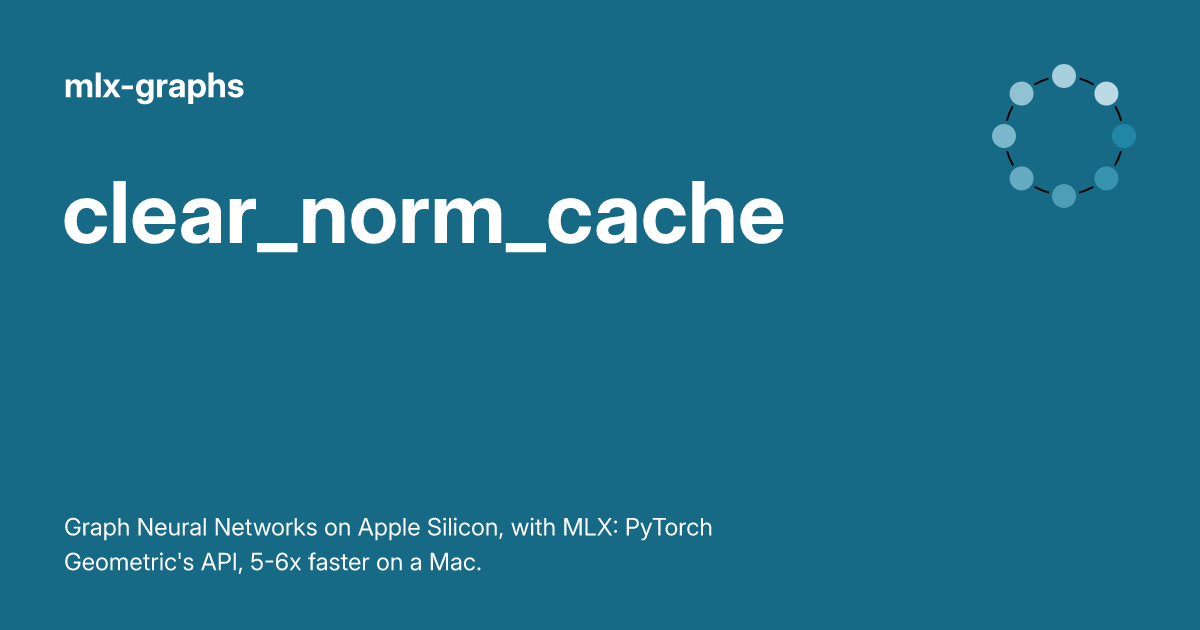 mlx-graphs
clear_norm_cache
Graph Neural Networks on Apple Silicon, with MLX: PyTorch
Geometric's API, 5-6x faster on a Mac.